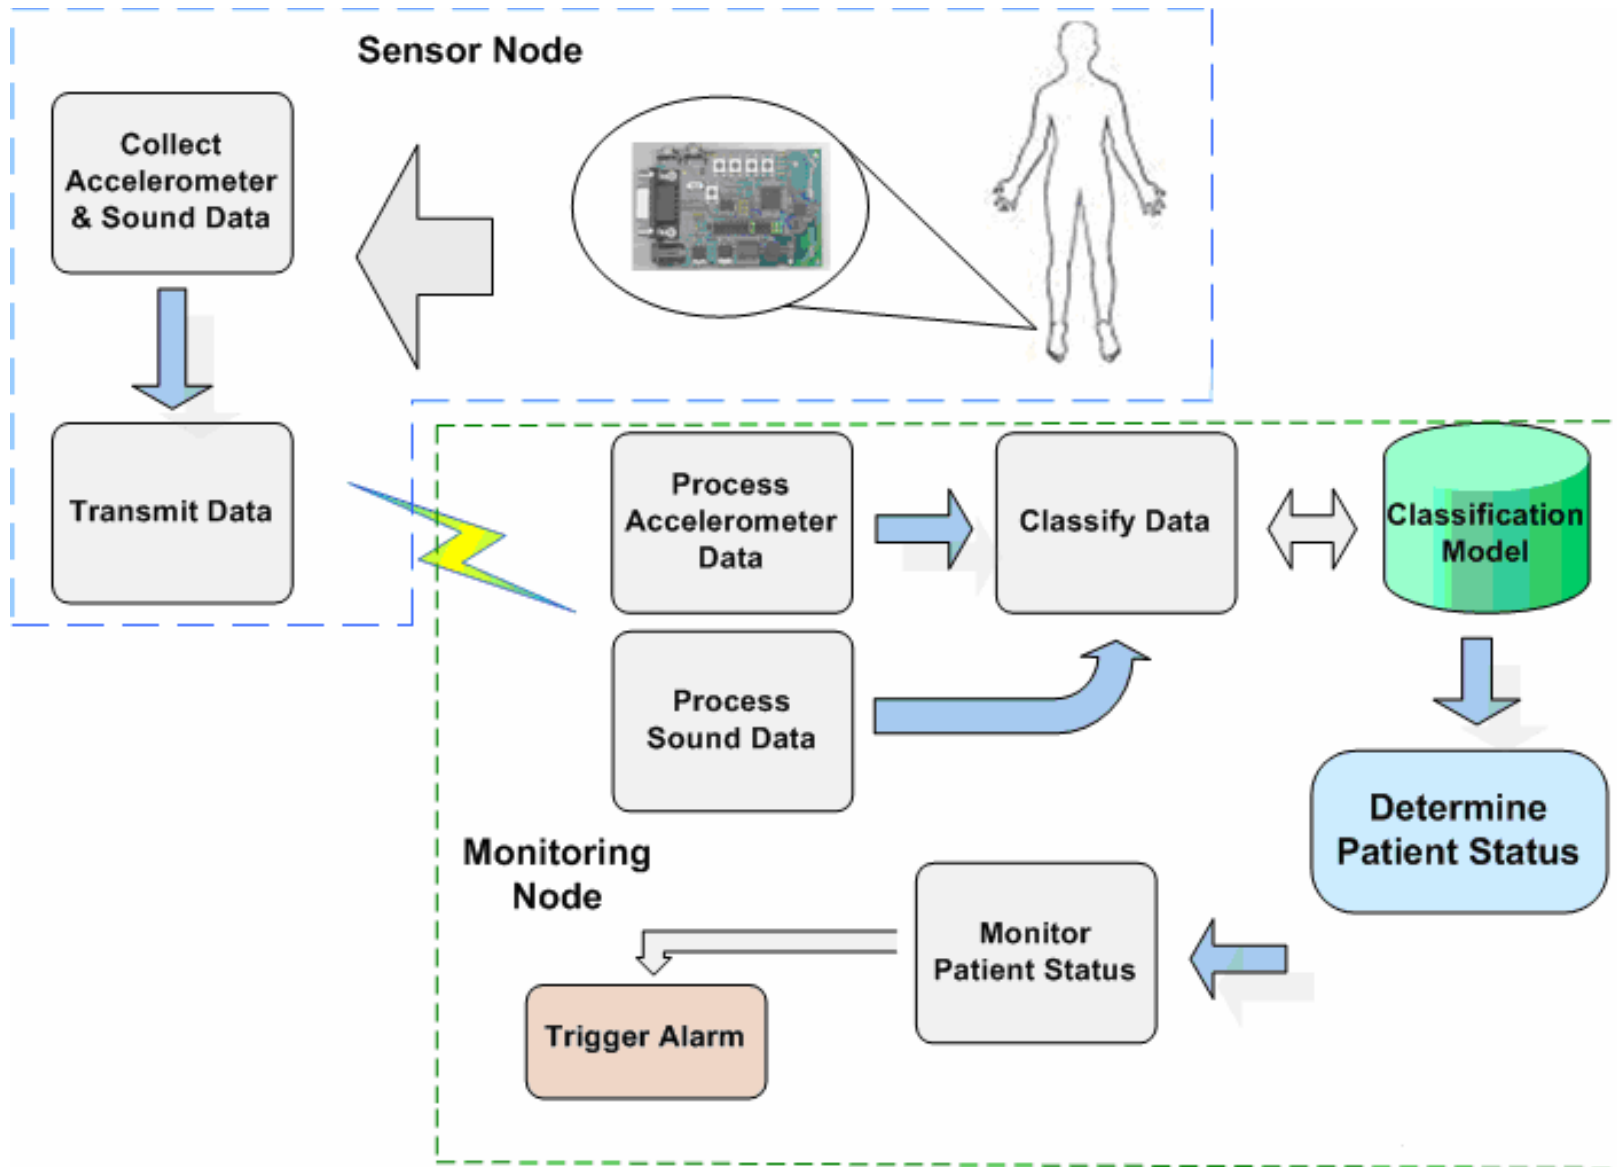 Sensor Node
Collect
Accelerometer
& Sound Data
Transmit Data
Process
Accelerometer
Data
Classify Data
Classification
Model
Process
Sound Data
Determine
Patient Status
Monitoring
Node
Monitor
Patient Status
Trigger Alarm